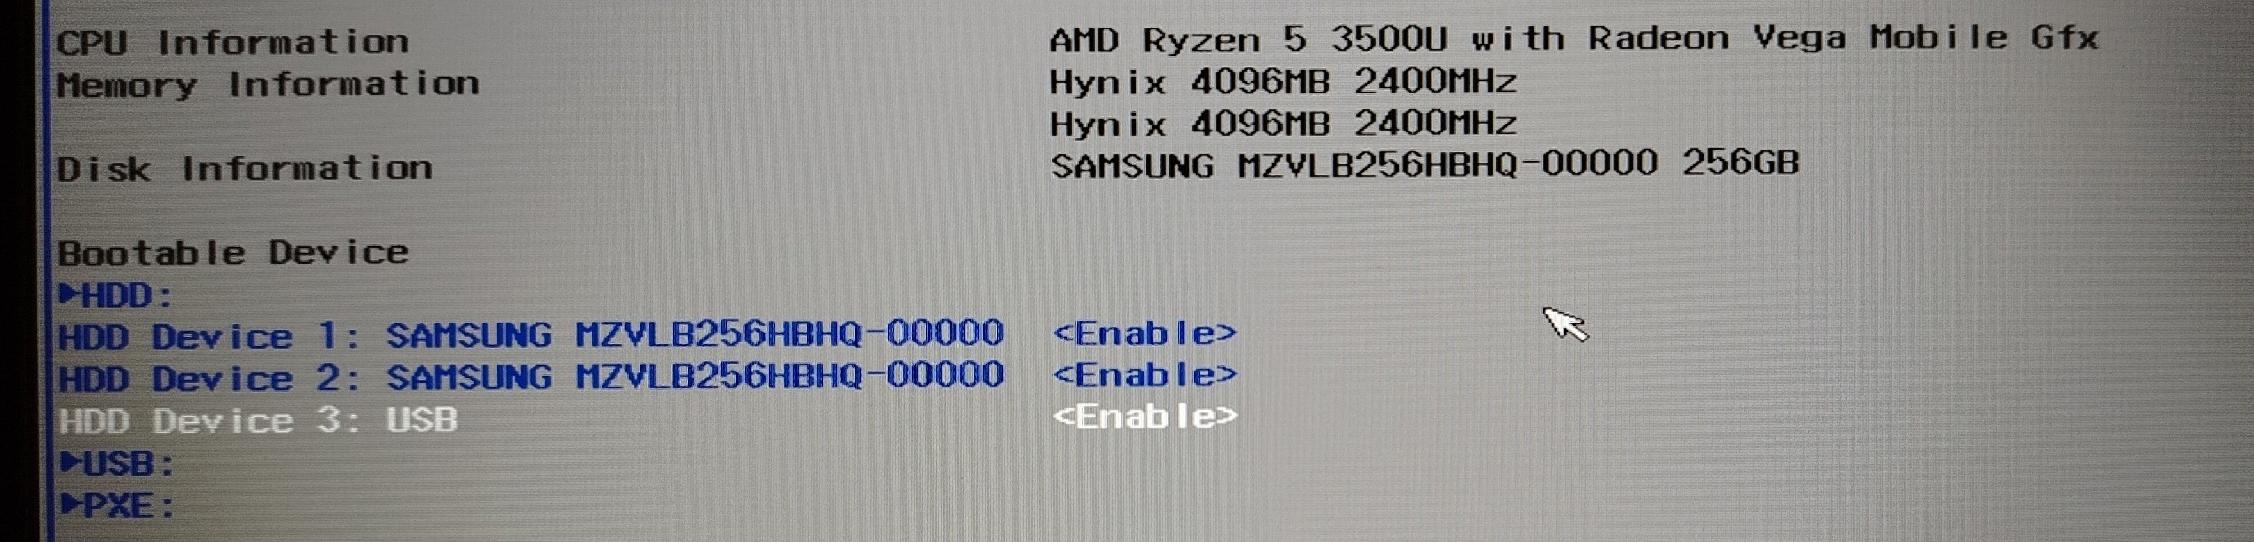 CPU Information AMD Ryzen 5 3500U with Radeon Vega Mobile Gfx
Memory Information Hynix 4096MB 2400MHz
Hynix 4096MB 2400MHz
Disk Information SAMSUNG MZVLB256HBHQ-00000 256GB
Bootable Device
►HDD:
HDD Device 1: SAMSUNG MZVLB256HBHQ-00000 <Enable>
HDD Device 2: SAMSUNG MZVLB256HBHQ-00000 <Enable>
HDD Device 3: USB <Enable>
►USB:
►PXE: